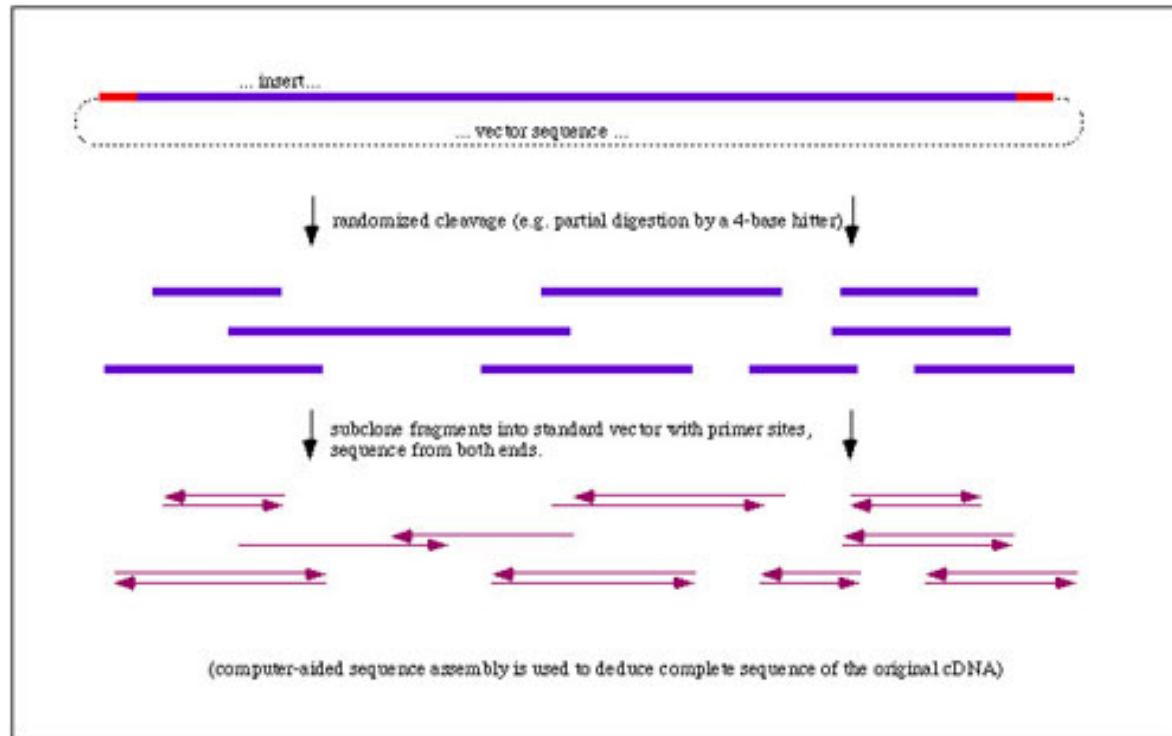 ... insert...
... vector sequence ...
randomized cleavage (e.g. partial digestion by a 4-base hitter)
subclone fragments into standard vector with primer sites,
sequence from both ends.
(computer-aided sequence assembly is used to deduce complete sequence of the original cDNA)